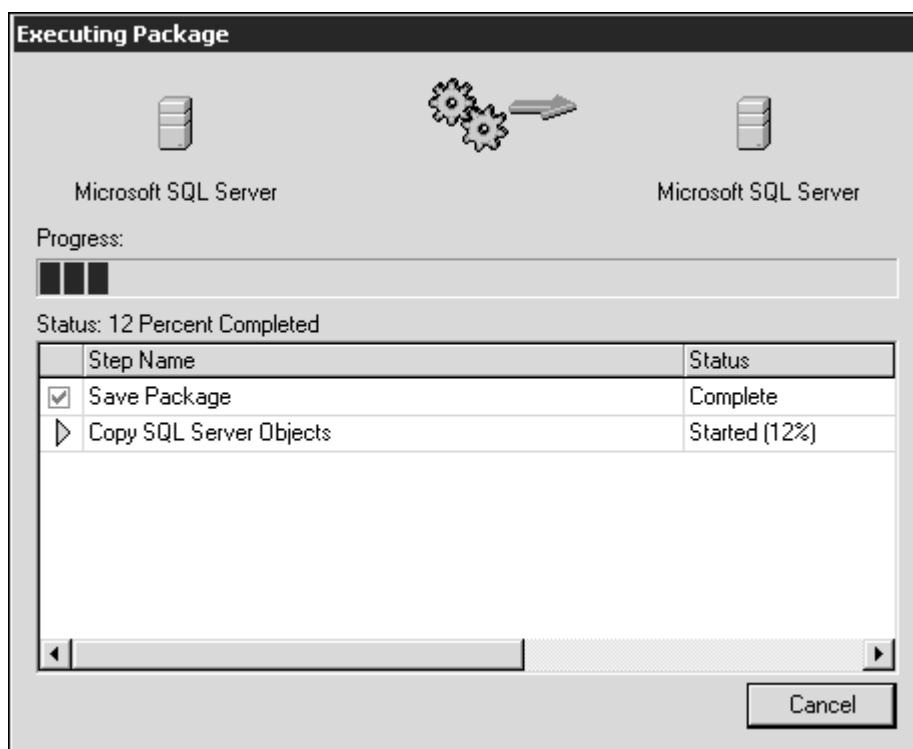 Executing Package
Microsoft SQL Server
Microsoft SQL Server
Progress:
Status: 12 Percent Completed
Step Name Status
Save Package Complete
Copy SQL Server Objects Started (12%)
Cancel